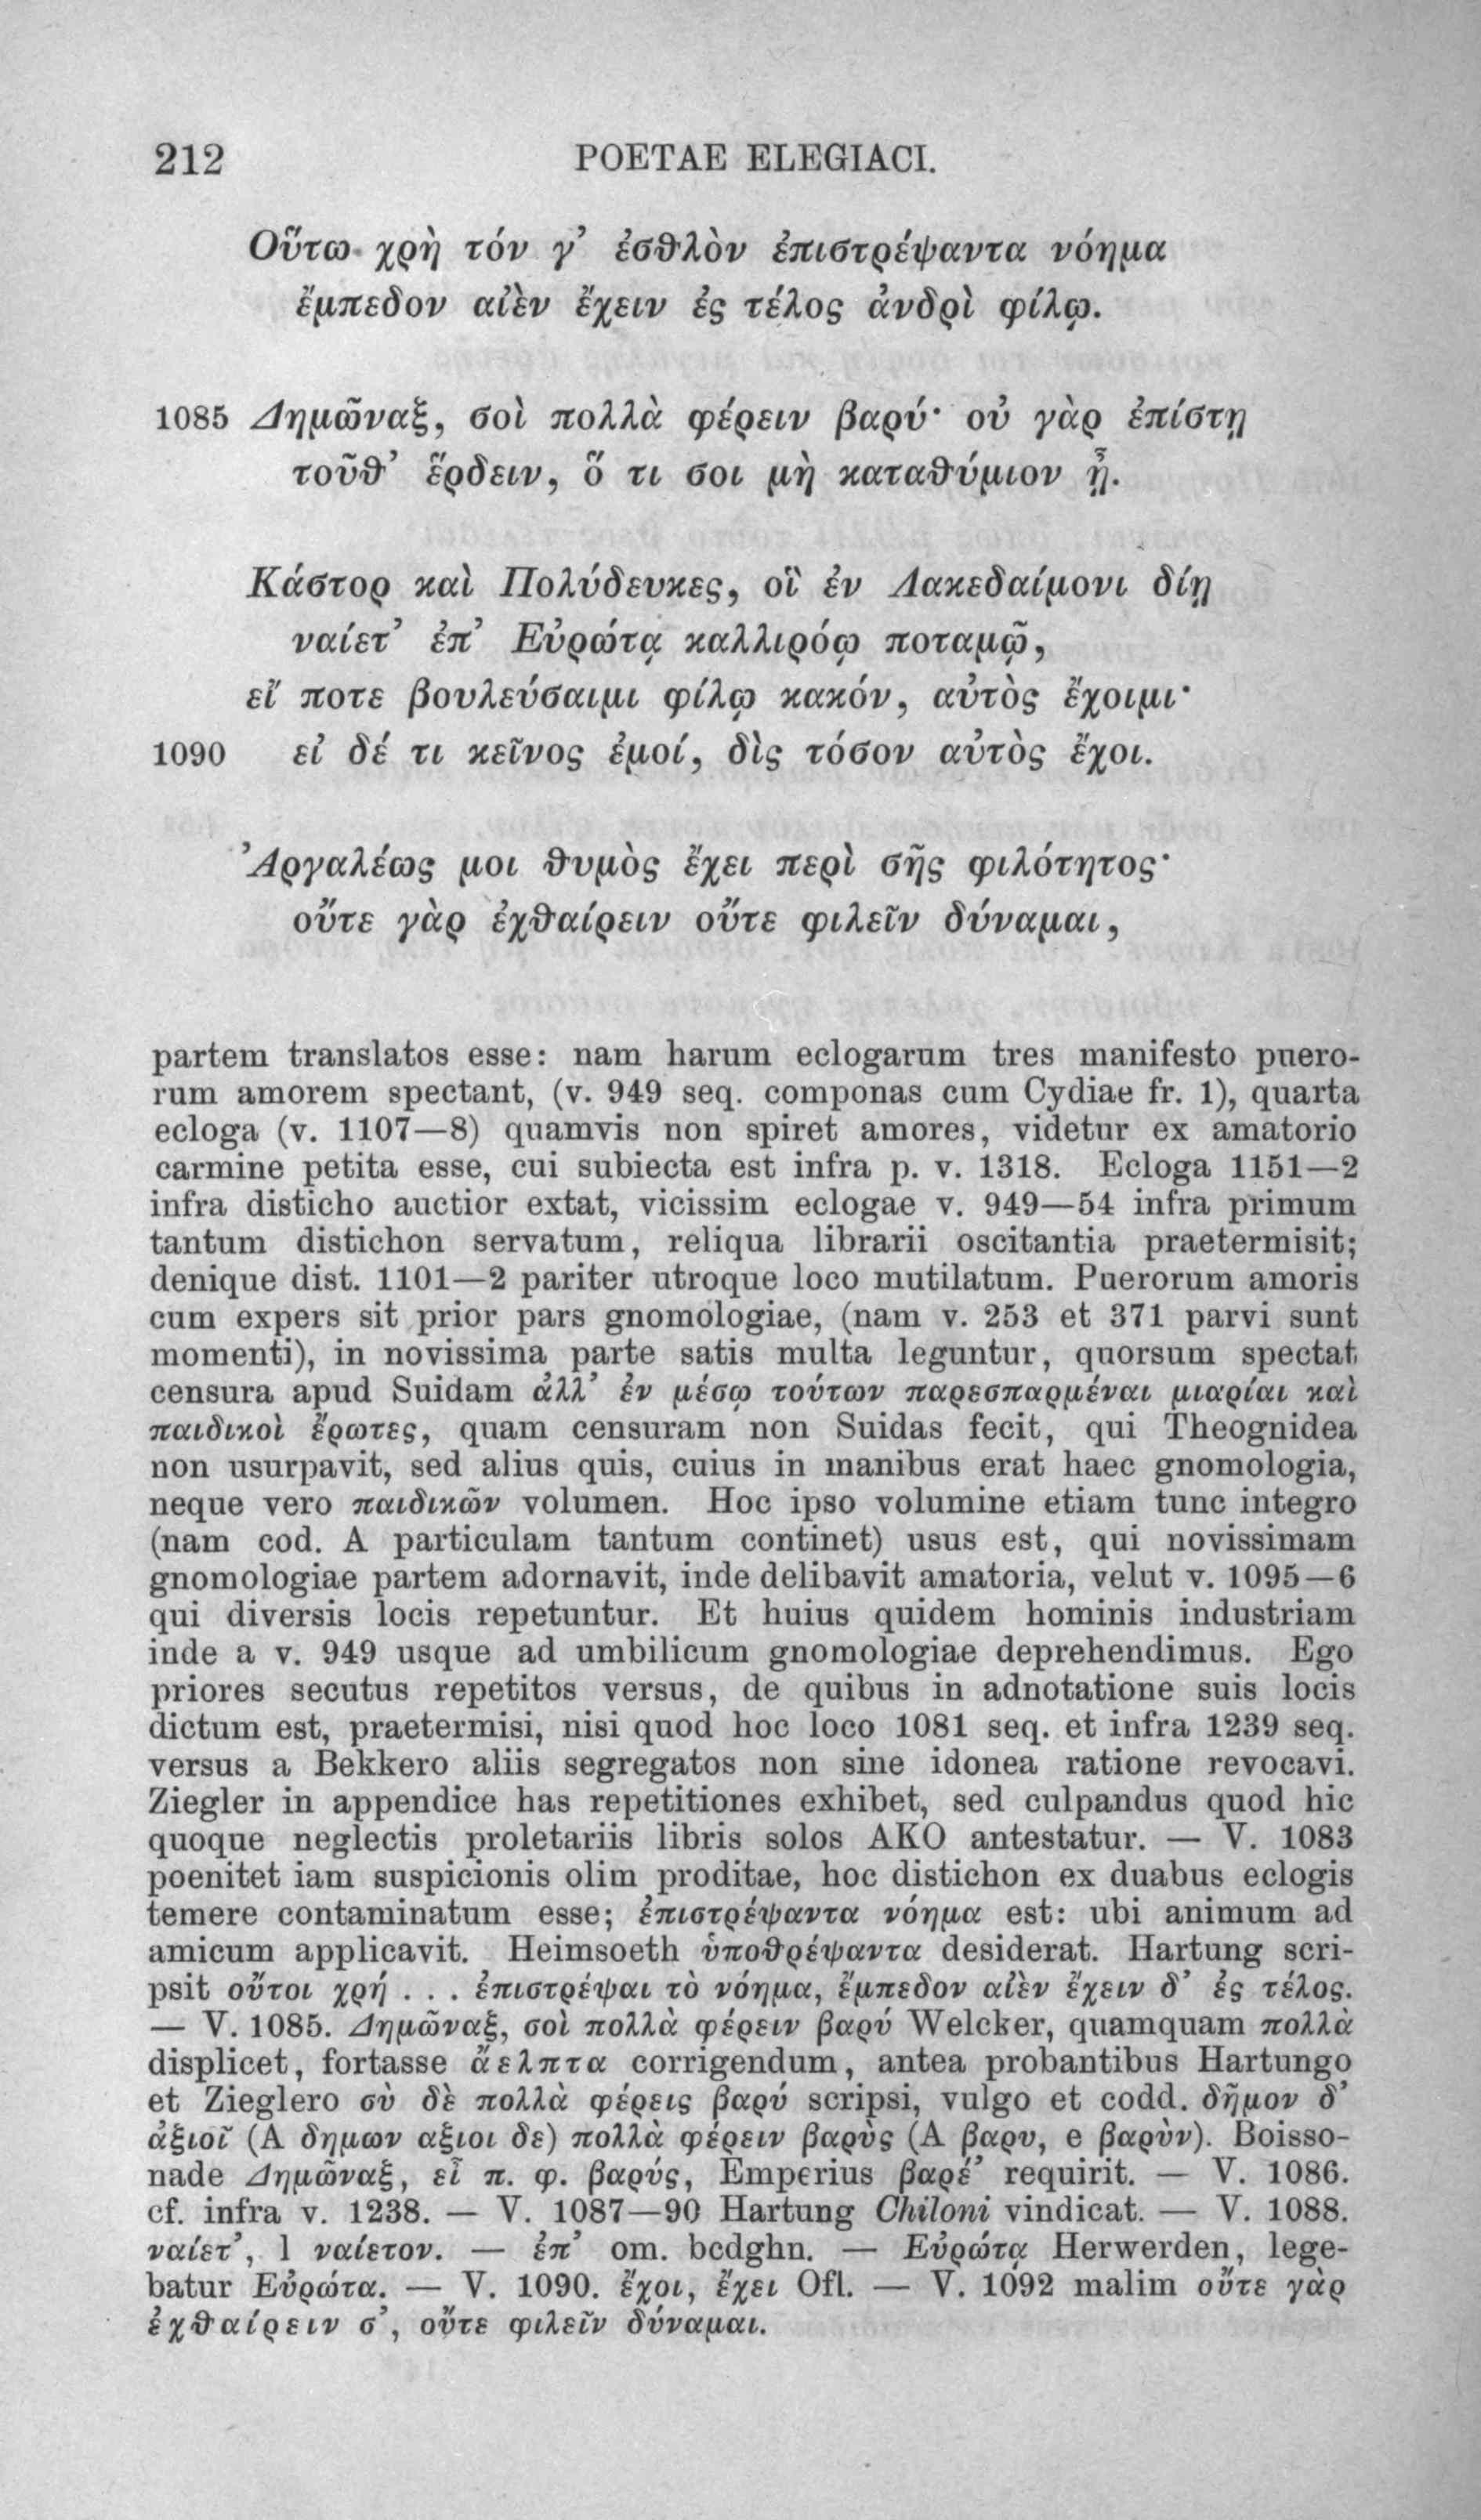 212 POETAE ELEGIACI.
Οὕτω χρὴ τόν γ’ ἐσθλὸν ἐπιστρέψαντα νόημα
ἔμπεδον αἰὲν ἔχειν ἐς τέλος ἀνδρὶ φίλῳ.
1085 Δημῶναξ, σοὶ πολλὰ φέρειν βαρύ· οὐ γὰρ ἐπίστῃ
τοῦθ’ ἕρδειν, ὅ τι σοι μὴ καταθύμιον ᾖ.
Κάστορ καὶ Πολύδευκες, οἳ ἐν Λακεδαίμονι δίῃ
ναίετ’ ἐπ’ Εὐρώτᾳ καλλιρόῳ ποταμῷ,
εἴ ποτε βουλεύσαιμι φίλῳ κακόν, αὐτὸς ἔχοιμι·
1090 εἰ δέ τι κεῖνος ἐμοί, δὶς τόσον αὐτὸς ἔχοι.
Ἀργαλέως μοι θυμὸς ἔχει περὶ σῆς φιλότητος·
οὔτε γὰρ ἐχθαίρειν οὔτε φιλεῖν δύναμαι,
partem translatos esse: nam harum eclogarum tres manifesto puero-
rum amorem spectant, (v. 949 seq. componas cum Cydiae fr. 1), quarta
ecloga (v. 1107—8) quamvis non spiret amores, videtur ex amatorio
carmine petita esse, cui subiecta est infra p. v. 1318. Ecloga 1151—2
infra disticho auctior extat, vicissim eclogae v. 949—54 infra primum
tantum distichon servatum, reliqua librarii oscitantia praetermisit;
denique dist. 1101—2 pariter utroque loco mutilatum. Puerorum amoris
cum expers sit prior pars gnomologiae, (nam v. 253 et 371 parvi sunt
momenti), in novissima parte satis multa leguntur, quorsum spectat
censura apud Suidam ἀλλ’ ἐν μέσῳ τούτων παρεσπαρμέναι μιαρίαι καὶ
παιδικοὶ ἔρωτες, quam censuram non Suidas fecit, qui Theognidea
non usurpavit, sed alius quis, cuius in manibus erat haec gnomologia,
neque vero παιδικῶν volumen. Hoc ipso volumine etiam tunc integro
(nam cod. A particulam tantum continet) usus est, qui novissimam
gnomologiae partem adornavit, inde delibavit amatoria, velut v. 1095—6
qui diversis locis repetuntur. Et huius quidem hominis industriam
inde a v. 949 usque ad umbilicum gnomologiae deprehendimus. Ego
priores secutus repetitos versus, de quibus in adnotatione suis locis
dictum est, praetermisi, nisi quod hoc loco 1081 seq. et infra 1239 seq.
versus a Bekkero aliis segregatos non sine idonea ratione revocavi.
Ziegler in appendice has repetitiones exhibet, sed culpandus quod hic
quoque neglectis proletariis libris solos AKO antestatur. — V. 1083
poenitet iam suspicionis olim proditae, hoc distichon ex duabus eclogis
temere contaminatum esse; ἐπιστρέψαντα νόημα est: ubi animum ad
amicum applicavit. Heimsoeth ὑποθρέψαντα desiderat. Hartung scri-
psit οὔτοι χρή . . . ἐπιστρέψαι τὸ νόημα, ἔμπεδον αἰὲν ἔχειν δ’ ἐς τέλος.
— V. 1085. Δημῶναξ, σοὶ πολλὰ φέρειν βαρύ Welcker, quamquam πολλὰ
displicet, fortasse ἄελπτα corrigendum, antea probantibus Hartungo
et Zieglero σὺ δὲ πολλὰ φέρεις βαρύ scripsi, vulgo et codd. δῆμον δ’
ἀξιοῖ (A δημων αξιοι δε) πολλὰ φέρειν βαρὺς (A βαρυ, e βαρὺν). Boisso-
nade Δημῶναξ, εἶ π. φ. βαρύς, Emperius βαρέ’ requirit. — V. 1086.
cf. infra v. 1238. — V. 1087—90 Hartung Chiloni vindicat. — V. 1088.
ναίετ’, l ναίετον. — ἐπ’ om. bcdghn. — Εὐρώτᾳ Herwerden, lege-
batur Εὐρώτα. — V. 1090. ἔχοι, ἔχει Ofl. — V. 1092 malim οὔτε γὰρ
ἐχθαίρειν σ’, οὔτε φιλεῖν δύναμαι.